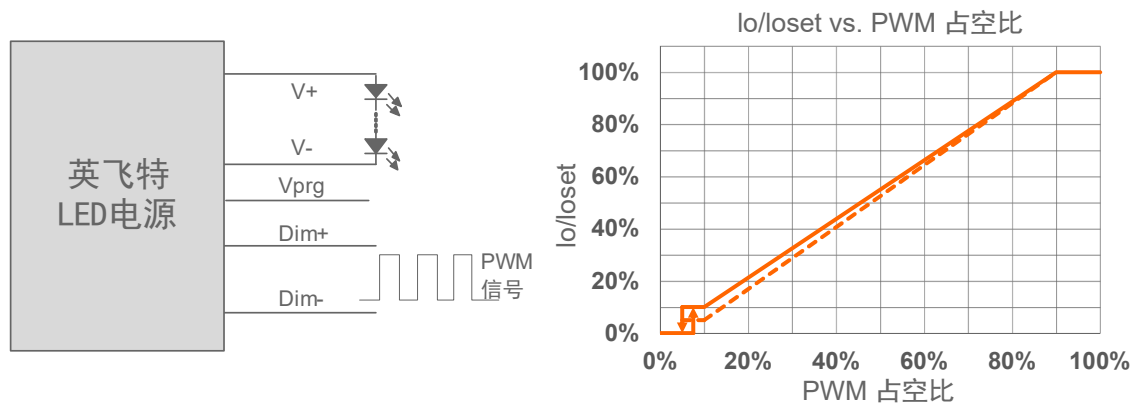 英飞特
LED电源
V+
V-
Vprg
Dim+
Dim-
PWM
信号
Io/Ioset vs. PWM 占空比
Io/Ioset
100%
80%
60%
40%
20%
0%
0% 20% 40% 60% 80% 100%
PWM 占空比